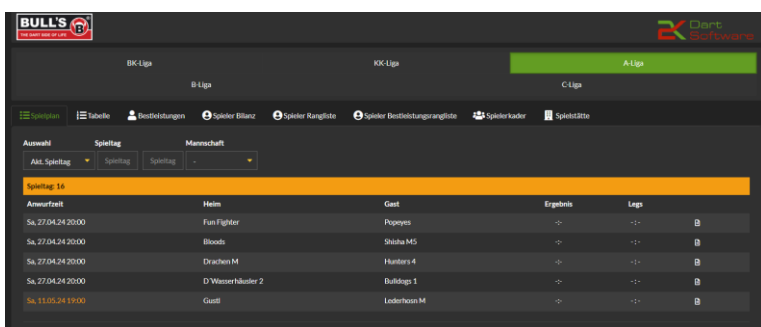 BULL'S
THE DART SIDE OF LIFE
Dart
Software
BK-Liga KK-Liga A-Liga
B-Liga C-Liga
Spielplan Tabelle Bestleistungen Spieler Bilanz Spieler Rangliste Spieler Bestleistungsrangliste Spielerkader Spielstätte
Auswahl Spieltag Mannschaft
Akt. Spieltag Spieltag Spieltag -
Spieltag: 16
Anwurfzeit Heim Gast Ergebnis Legs
Sa, 27.04.24 20:00 Fun Fighter Popeyes -:- -:-
Sa, 27.04.24 20:00 Bloods Shisha M5 -:- -:-
Sa, 27.04.24 20:00 Drachen M Hunters 4 -:- -:-
Sa, 27.04.24 20:00 D'Wasserhäusler 2 Bulldogs 1 -:- -:-
Sa, 11.05.24 19:00 Gustl Lederhosn M -:- -:-